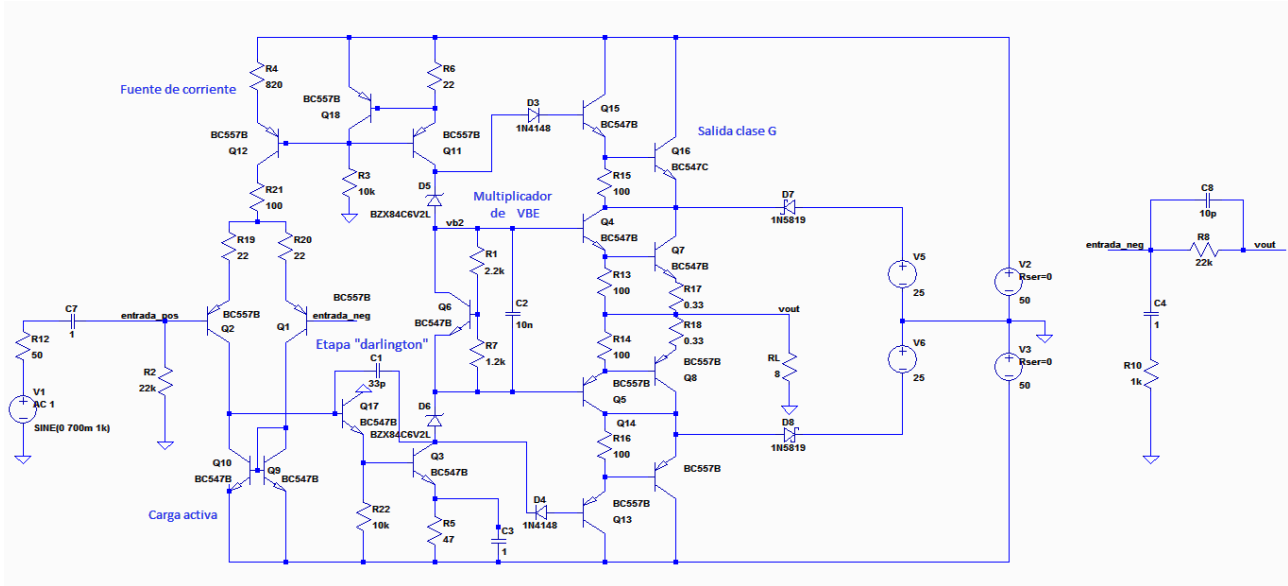 R4
820
R6
22
Fuente de corriente
BC557B
Q18
D3
1N4148
Q15
BC547B
BC557B
Q12
BC557B
Q11
Salida clase G
Q16
BC547C
R3
10k
R21
100
D5
BZX84C6V2L
Multiplicador
de VBE
R15
100
C8
10p
vb2
Q4
BC547B
D7
1N5819
R19
22
R20
22
R1
2.2k
Q7
BC547B
entrada_neg
R8
22k
vout
V5
25
V2
Rser=0
50
R13
100
R17
0.33
C7
1
entrada_pos
BC557B
Q2
BC557B
Q1
entrada_neg
Q6
BC547B
C2
10n
vout
C4
1
R12
50
Etapa "darlington"
R7
1.2k
R14
100
R18
0.33
R2
22k
C1
33p
BC557B
Q8
RL
8
V6
25
V3
Rser=0
50
R10
1k
V1
AC 1
SINE(0 700m 1k)
Q17
BC547B
D6
BZX84C6V2L
BC557B
Q5
Q14
D8
1N5819
R16
100
Q10
BC547B
Q9
BC547B
Q3
BC547B
BC557B
Carga activa
R22
10k
D4
1N4148
BC557B
Q13
R5
47
C3
1